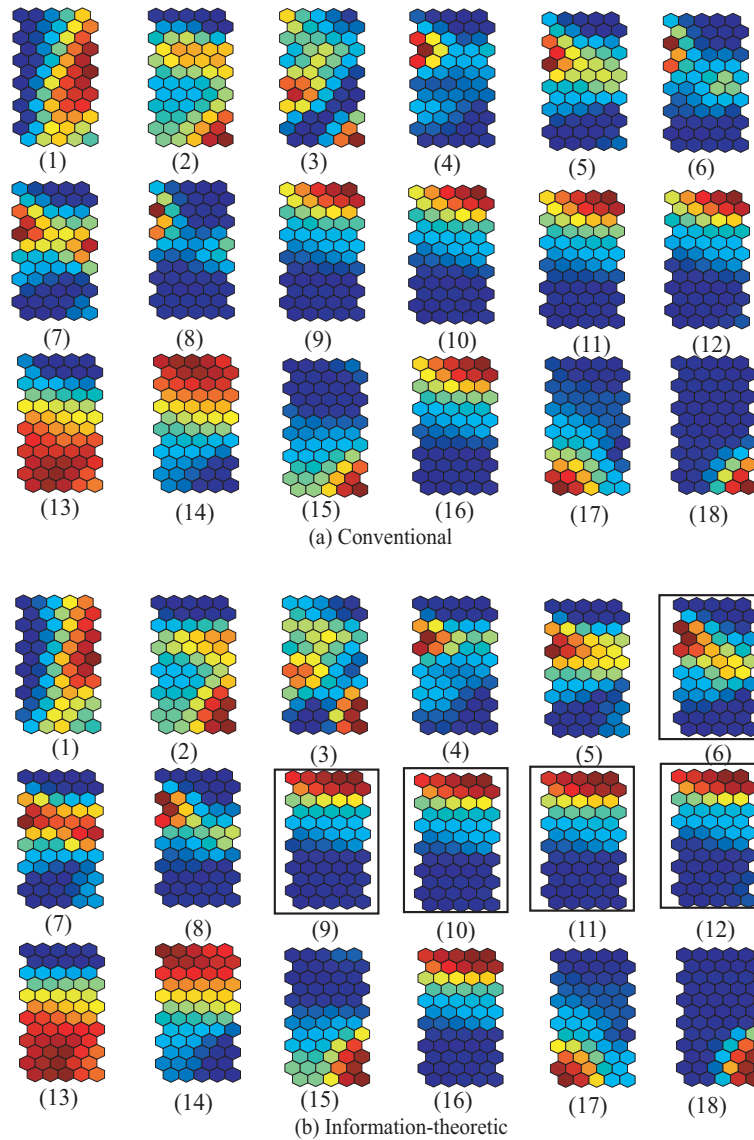 (1) (2) (3) (4) (5) (6)
(7) (8) (9) (10) (11) (12)
(13) (14) (15) (16) (17) (18)
(a) Conventional
(1) (2) (3) (4) (5) (6)
(7) (8) (9) (10) (11) (12)
(13) (14) (15) (16) (17) (18)
(b) Information-theoretic